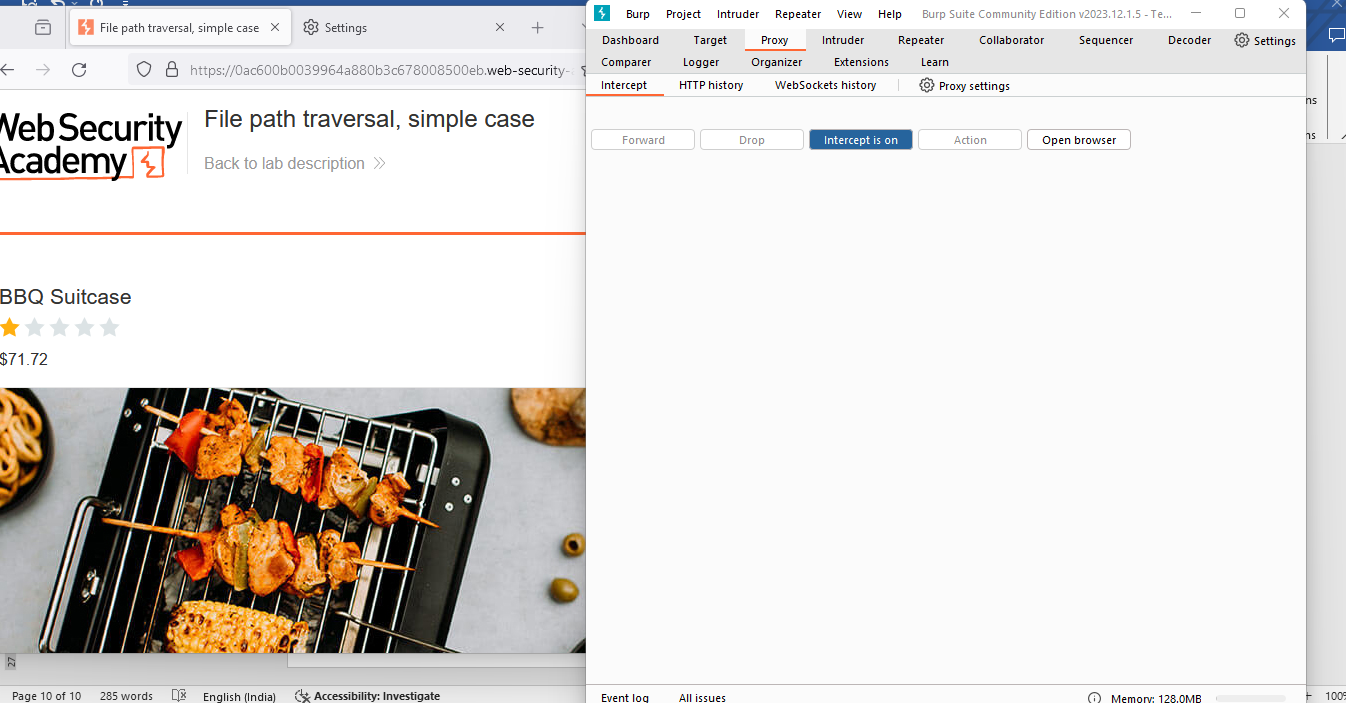 File path traversal, simple case
Settings
https://0ac600b0039964a880b3c678008500eb.web-security-
Web Security
Academy
File path traversal, simple case
Back to lab description
BBQ Suitcase
$71.72
27
Page 10 of 10 285 words English (India) Accessibility: Investigate
Burp Project Intruder Repeater View Help Burp Suite Community Edition v2023.12.1.5 - Te...
Dashboard Target Proxy Intruder Repeater Collaborator Sequencer Decoder Settings
Comparer Logger Organizer Extensions Learn
Intercept HTTP history WebSockets history Proxy settings
Forward Drop Intercept is on Action Open browser
Event log All issues Memory: 128.0MB
ns
ns
100%